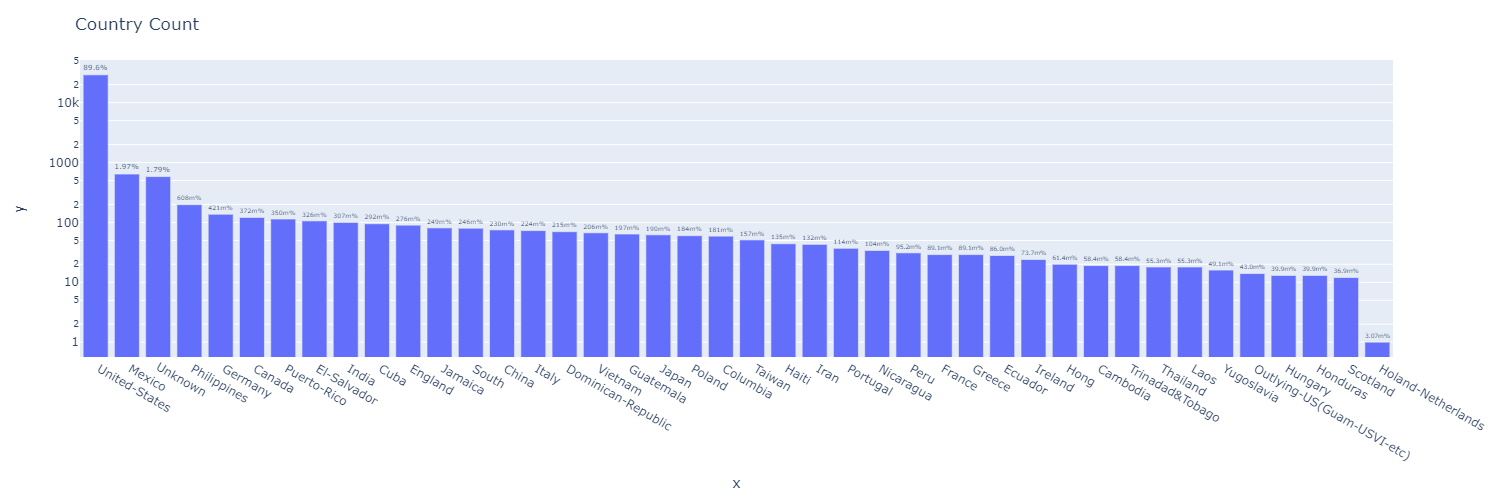 Country Count
5
2
10k
5
2
1000
5
2
100
5
2
10
5
2
1
y
89.6%
1.97%
1.79%
608m%
421m%
372m%
350m%
326m%
307m%
292m%
276m%
249m%
246m%
230m%
224m%
215m%
206m%
197m%
190m%
184m%
181m%
157m%
135m%
132m%
114m%
104m%
95.2m%
89.1m%
89.1m%
86.0m%
73.7m%
61.4m%
58.4m%
58.4m%
55.3m%
55.3m%
49.1m%
43.0m%
39.9m%
39.9m%
36.9m%
3.07m%
United-States
Mexico
Unknown
Philippines
Germany
Canada
Puerto-Rico
El-Salvador
India
Cuba
England
Jamaica
South
China
Italy
Dominican-Republic
Vietnam
Guatemala
Japan
Poland
Columbia
Taiwan
Haiti
Iran
Portugal
Nicaragua
Peru
France
Greece
Ecuador
Ireland
Hong
Cambodia
Trinadad&Tobago
Thailand
Laos
Yugoslavia
Outlying-US(Guam-USVI-etc)
Hungary
Honduras
Scotland
Holand-Netherlands
x